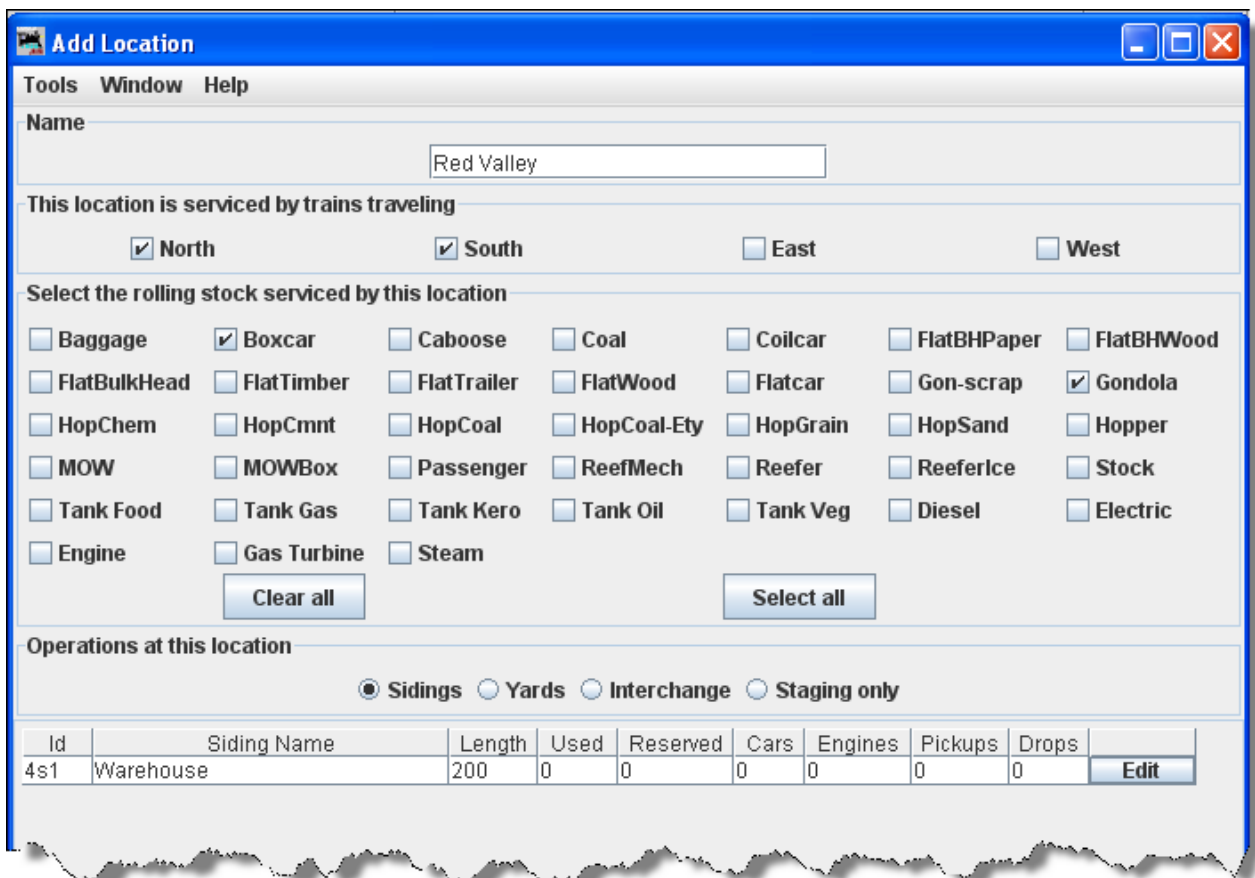 Add Location
Tools Window Help
Name
Red Valley
This location is serviced by trains traveling
North South East West
Select the rolling stock serviced by this location
Baggage Boxcar Caboose Coal Coilcar FlatBHPaper FlatBHWood
FlatBulkHead FlatTimber FlatTrailer FlatWood Flatcar Gon-scrap Gondola
HopChem HopCmnt HopCoal HopCoal-Ety HopGrain HopSand Hopper
MOW MOWBox Passenger ReefMech Reefer ReeferIce Stock
Tank Food Tank Gas Tank Kero Tank Oil Tank Veg Diesel Electric
Engine Gas Turbine Steam
Clear all Select all
Operations at this location
Sidings Yards Interchange Staging only
Id Siding Name Length Used Reserved Cars Engines Pickups Drops
4s1 Warehouse 200 0 0 0 0 0 0 Edit